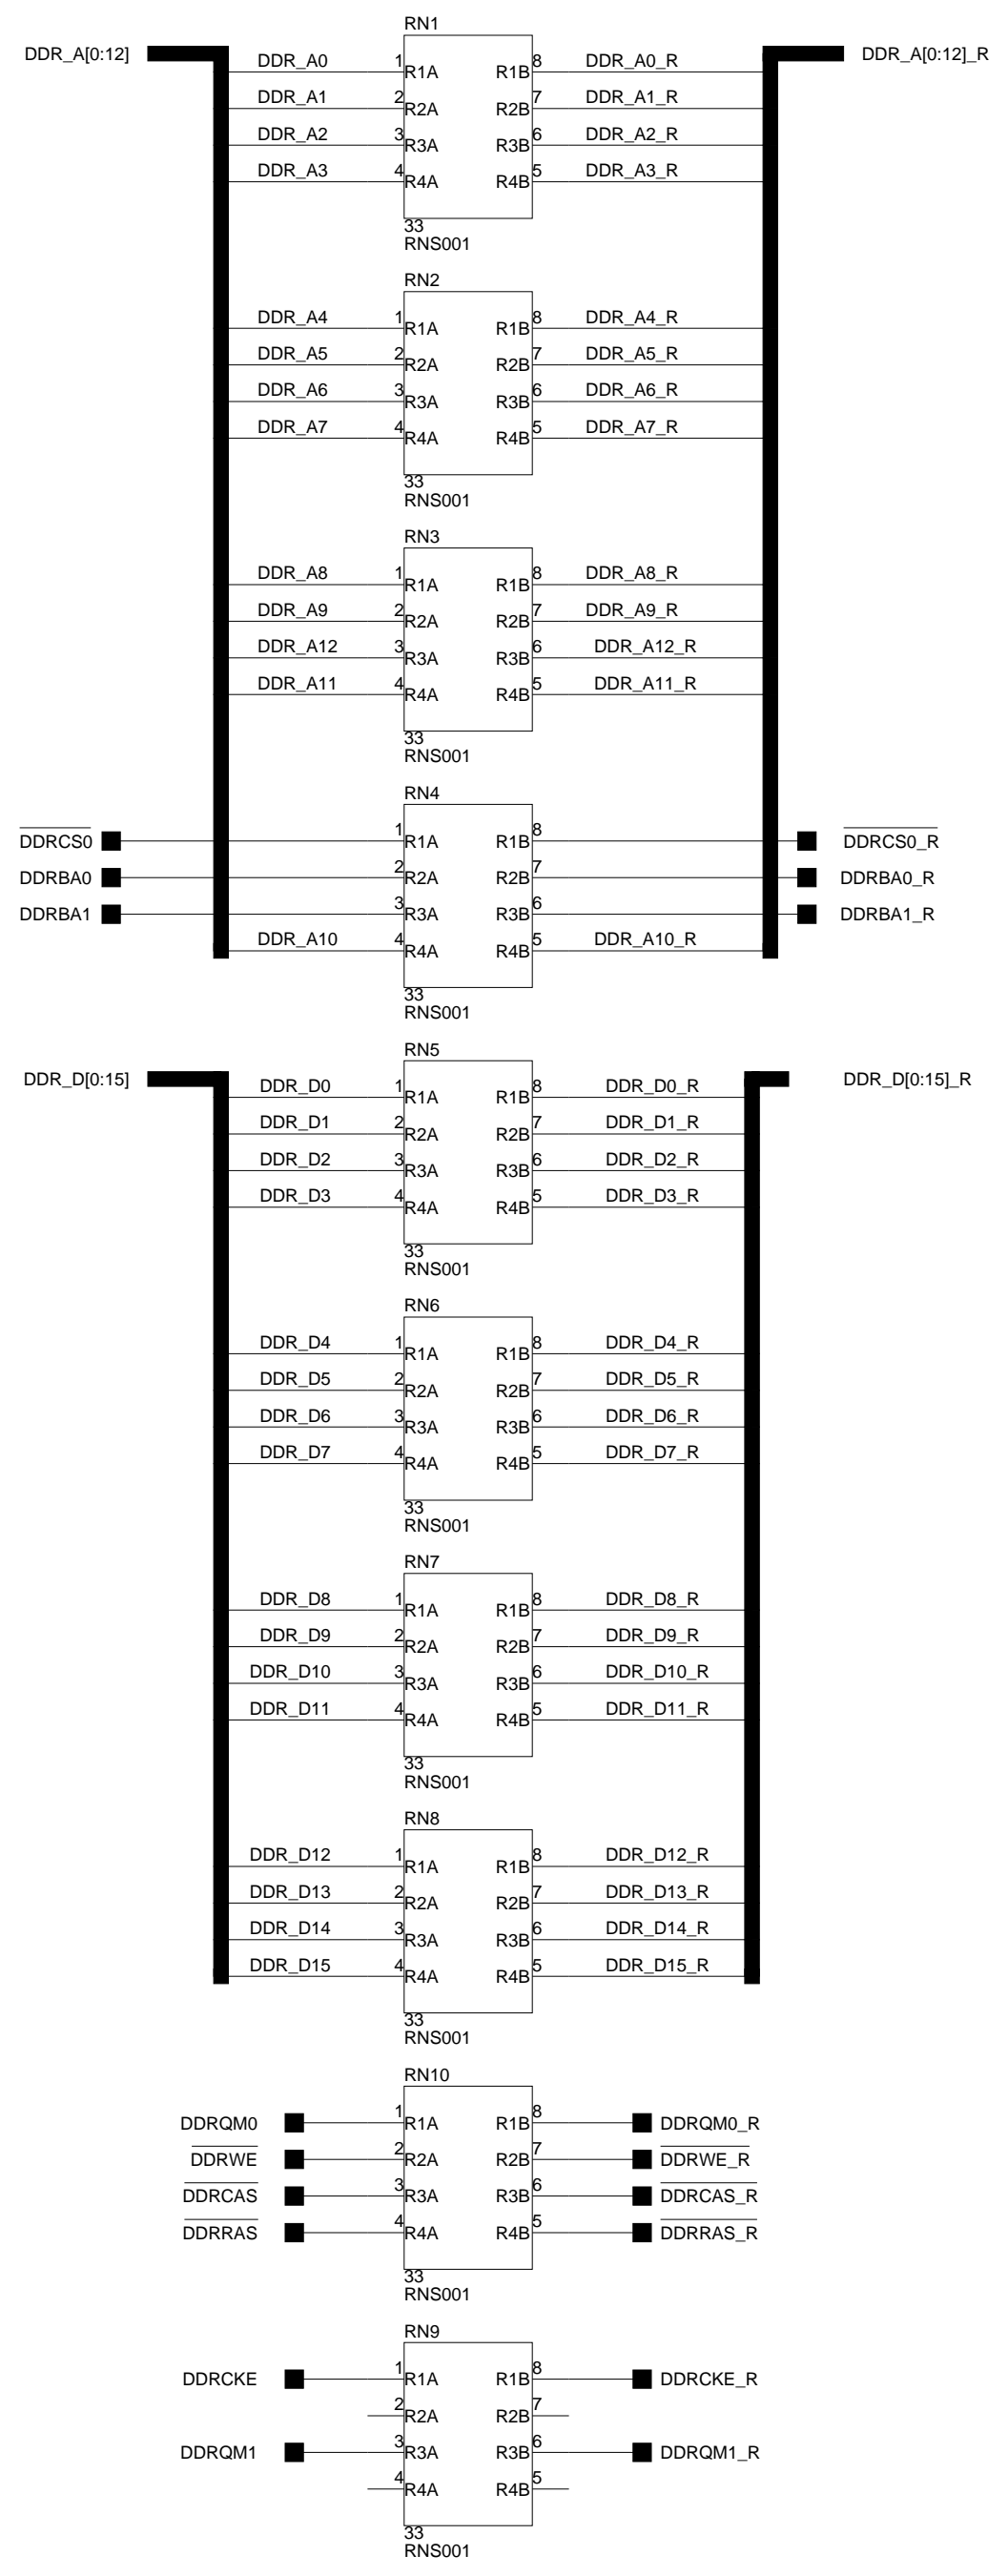 RN1
DDR_A[0:12] DDR_A[0:12]_R
DDR_A0 1 R1A R1B 8 DDR_A0_R
DDR_A1 2 R2A R2B 7 DDR_A1_R
DDR_A2 3 R3A R3B 6 DDR_A2_R
DDR_A3 4 R4A R4B 5 DDR_A3_R
33
RNS001
RN2
DDR_A4 1 R1A R1B 8 DDR_A4_R
DDR_A5 2 R2A R2B 7 DDR_A5_R
DDR_A6 3 R3A R3B 6 DDR_A6_R
DDR_A7 4 R4A R4B 5 DDR_A7_R
33
RNS001
RN3
DDR_A8 1 R1A R1B 8 DDR_A8_R
DDR_A9 2 R2A R2B 7 DDR_A9_R
DDR_A12 3 R3A R3B 6 DDR_A12_R
DDR_A11 4 R4A R4B 5 DDR_A11_R
33
RNS001
RN4
DDRCS0 1 R1A R1B 8 DDRCS0_R
DDRBA0 2 R2A R2B 7 DDRBA0_R
DDRBA1 3 R3A R3B 6 DDRBA1_R
DDR_A10 4 R4A R4B 5 DDR_A10_R
33
RNS001
RN5
DDR_D[0:15] DDR_D[0:15]_R
DDR_D0 1 R1A R1B 8 DDR_D0_R
DDR_D1 2 R2A R2B 7 DDR_D1_R
DDR_D2 3 R3A R3B 6 DDR_D2_R
DDR_D3 4 R4A R4B 5 DDR_D3_R
33
RNS001
RN6
DDR_D4 1 R1A R1B 8 DDR_D4_R
DDR_D5 2 R2A R2B 7 DDR_D5_R
DDR_D6 3 R3A R3B 6 DDR_D6_R
DDR_D7 4 R4A R4B 5 DDR_D7_R
33
RNS001
RN7
DDR_D8 1 R1A R1B 8 DDR_D8_R
DDR_D9 2 R2A R2B 7 DDR_D9_R
DDR_D10 3 R3A R3B 6 DDR_D10_R
DDR_D11 4 R4A R4B 5 DDR_D11_R
33
RNS001
RN8
DDR_D12 1 R1A R1B 8 DDR_D12_R
DDR_D13 2 R2A R2B 7 DDR_D13_R
DDR_D14 3 R3A R3B 6 DDR_D14_R
DDR_D15 4 R4A R4B 5 DDR_D15_R
33
RNS001
RN10
DDRQM0 1 R1A R1B 8 DDRQM0_R
DDRWE 2 R2A R2B 7 DDRWE_R
DDRCAS 3 R3A R3B 6 DDRCAS_R
DDRRAS 4 R4A R4B 5 DDRRAS_R
33
RNS001
RN9
DDRCKE 1 R1A R1B 8 DDRCKE_R
2 R2A R2B 7
DDRQM1 3 R3A R3B 6 DDRQM1_R
4 R4A R4B 5
33
RNS001